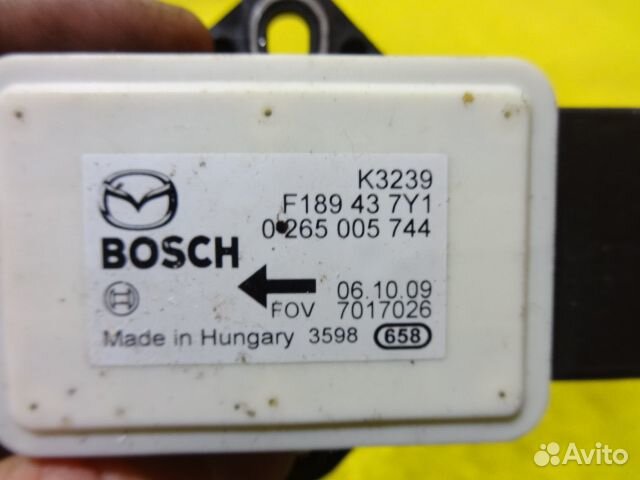 K3239
F189 43 7Y1
0 265 005 744
BOSCH
06.10.09
FOV 7017026
Made in Hungary 3598 658
Avito